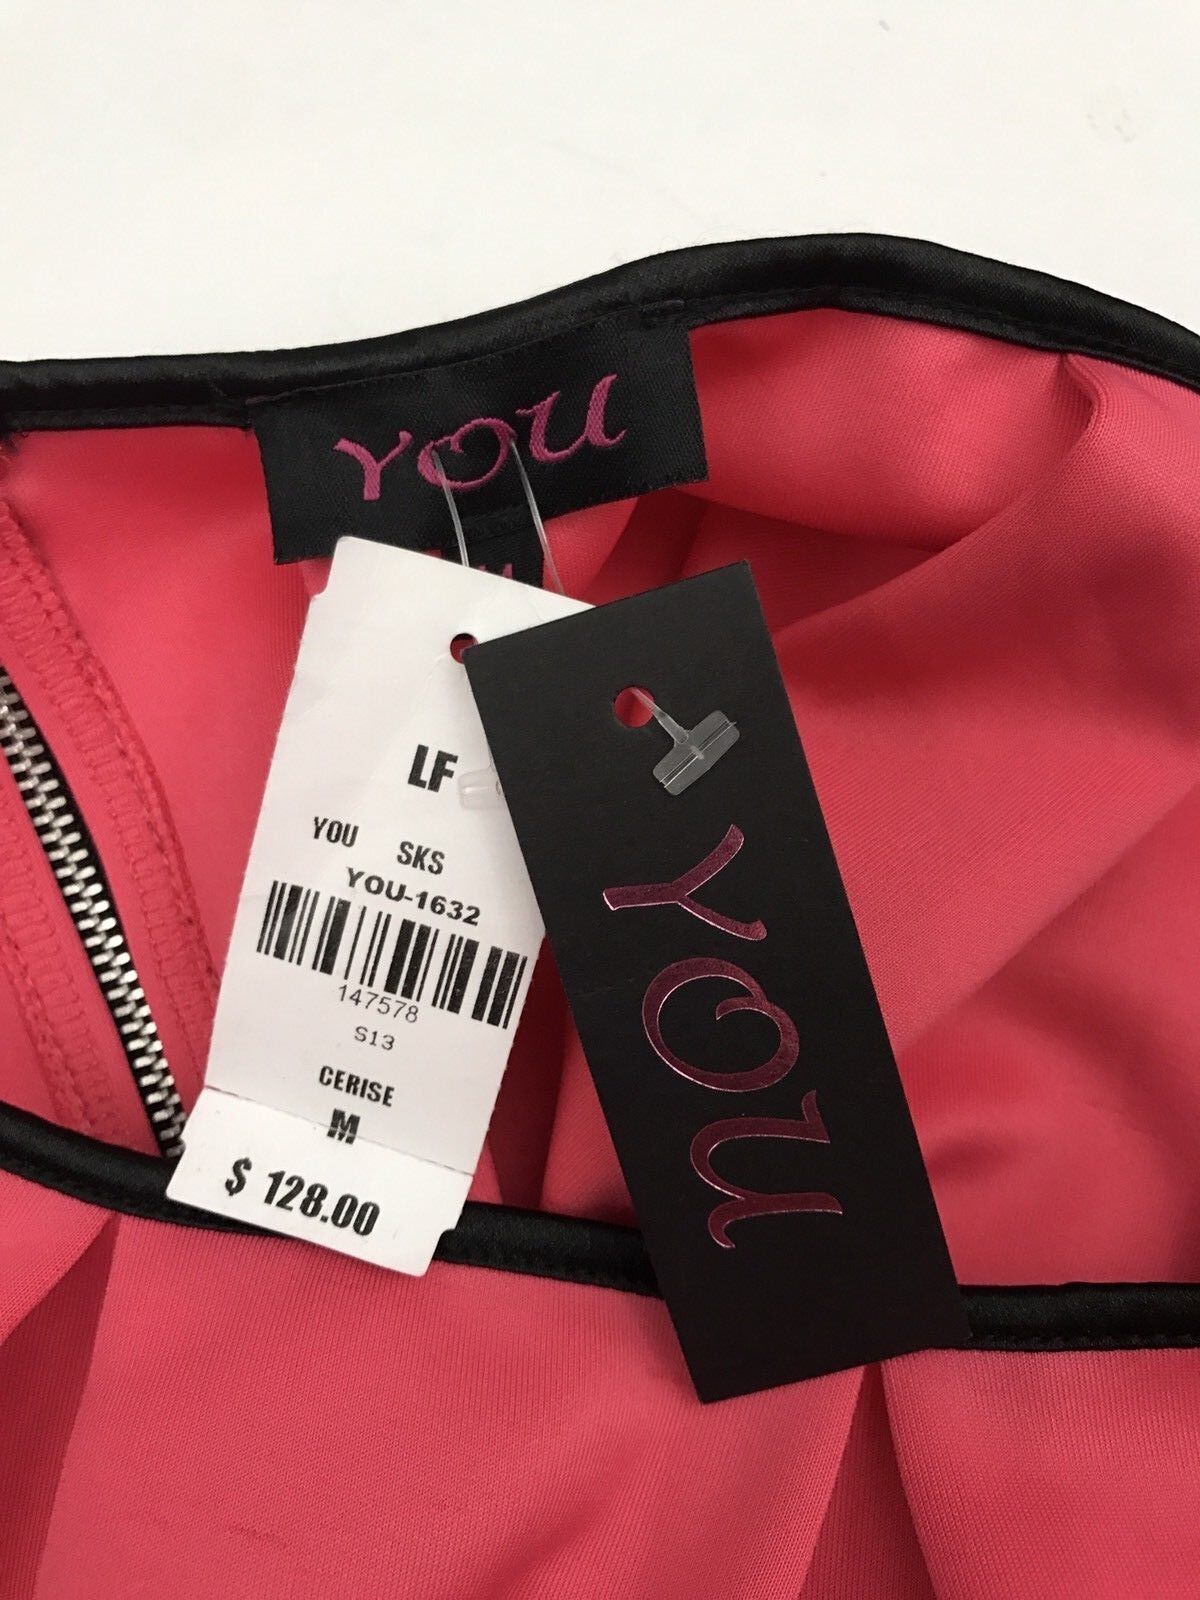 YOU
LF
YOU SKS
YOU-1632
147578
S13
CERISE
M
$ 128.00
YOU